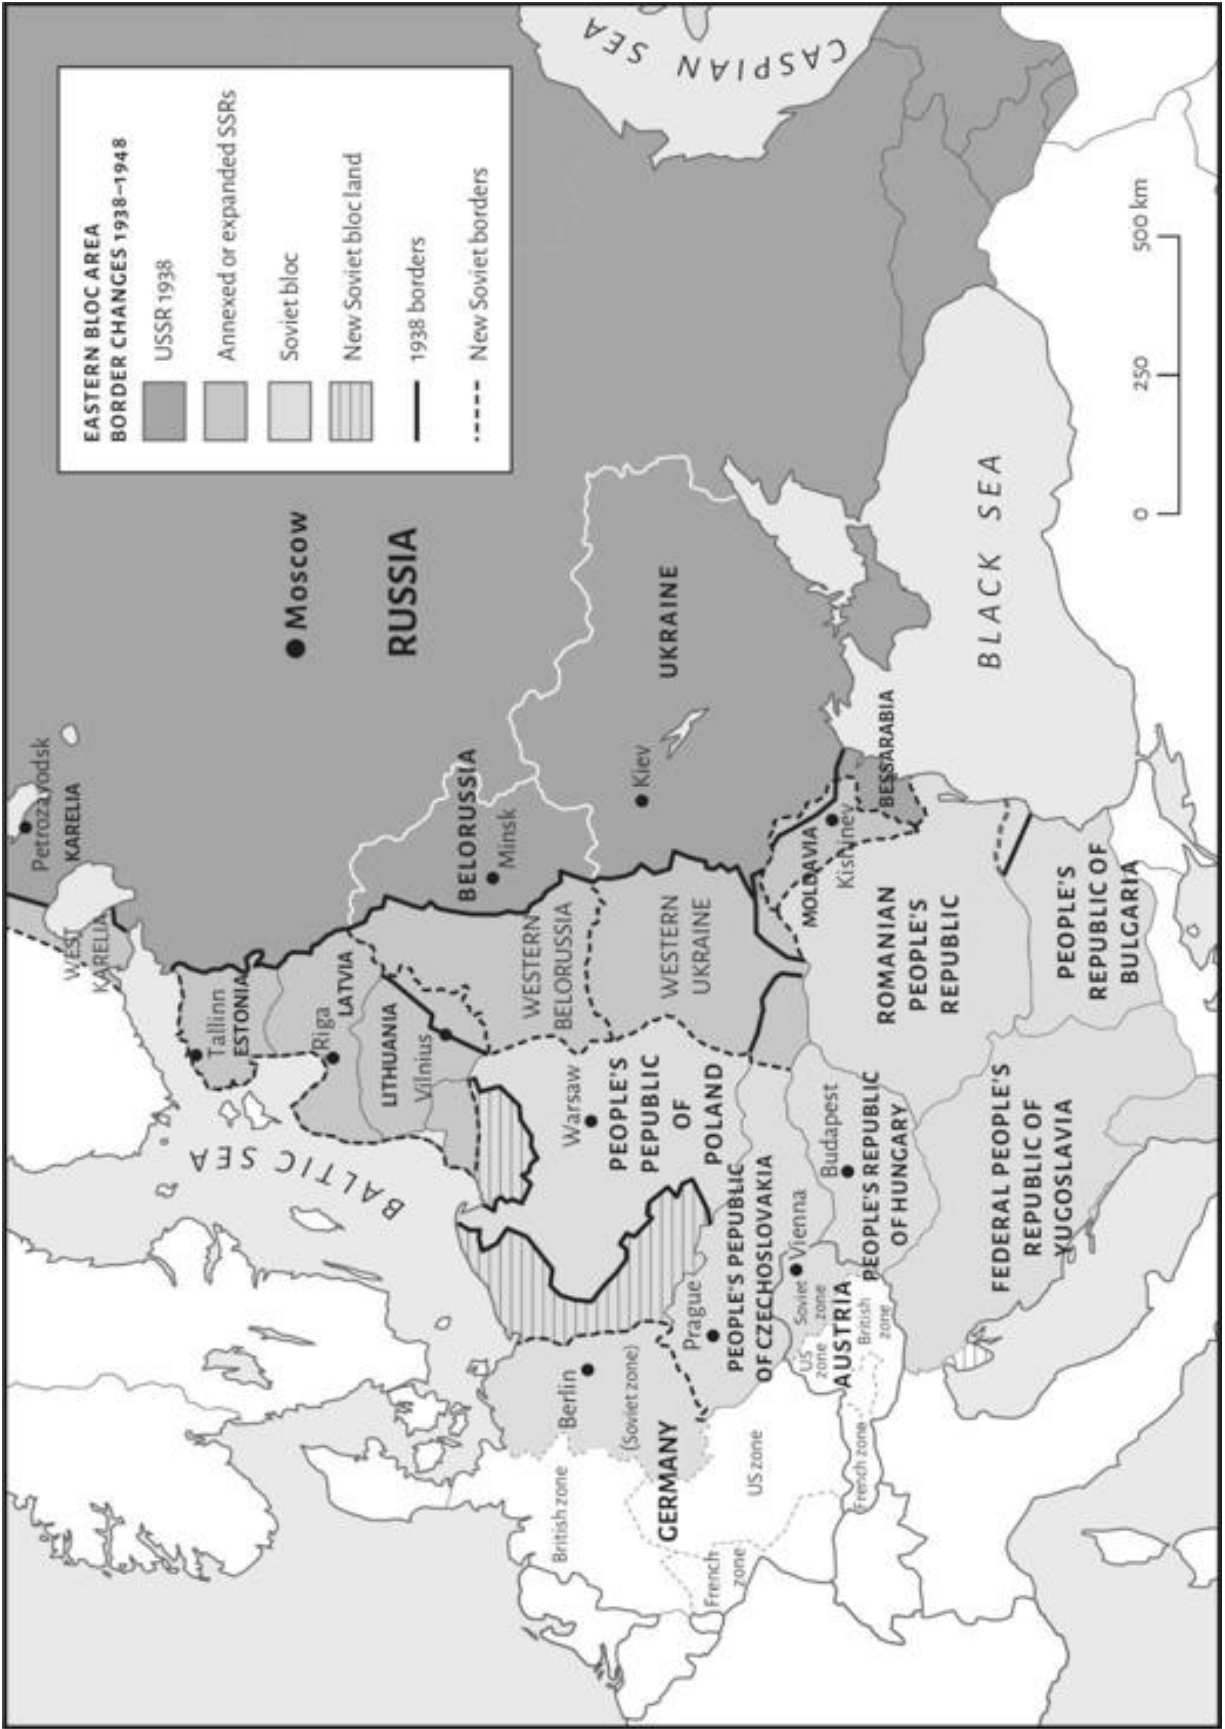 EASTERN BLOC AREA
BORDER CHANGES 1938–1948
USSR 1938
Annexed or expanded SSRs
Soviet bloc
New Soviet bloc land
1938 borders
New Soviet borders
Petrozavodsk
KARELIA
WEST
KARELIA
Moscow
RUSSIA
CASPIAN SEA
Tallinn
ESTONIA
Riga
LATVIA
LITHUANIA
Vilnius
BALTIC SEA
BELORUSSIA
Minsk
WESTERN
BELORUSSIA
UKRAINE
Kiev
WESTERN
UKRAINE
Warsaw
PEOPLE'S
PEPUBLIC
OF
POLAND
Berlin
(Soviet zone)
British zone
GERMANY
US zone
French
zone
Prague
PEOPLE'S PEPUBLIC
OF CZECHOSLOVAKIA
Vienna
Soviet
zone
US
zone
AUSTRIA
British
zone
French zone
Budapest
PEOPLE'S REPUBLIC
OF HUNGARY
MOLDAVIA
Kishinev
BESSARABIA
ROMANIAN
PEOPLE'S
REPUBLIC
FEDERAL PEOPLE'S
REPUBLIC OF
YUGOSLAVIA
PEOPLE'S
REPUBLIC OF
BULGARIA
BLACK SEA
0 250 500 km